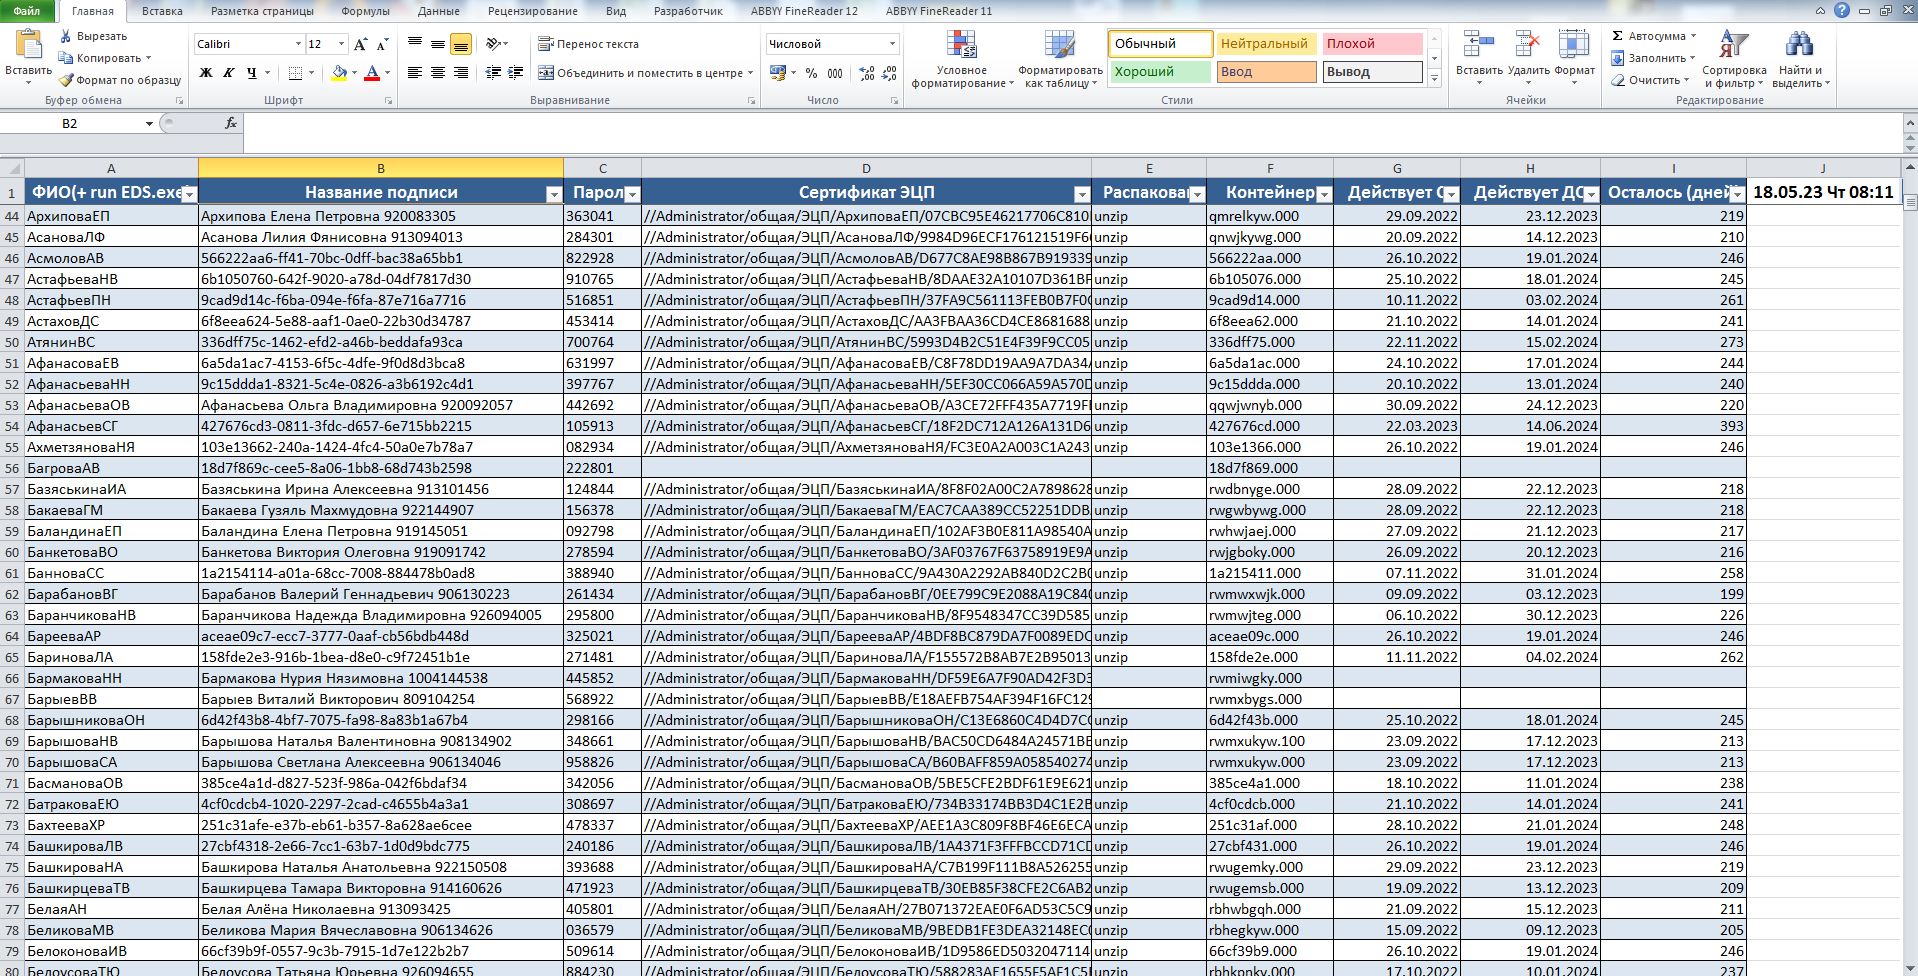 Файл Главная Вставка Разметка страницы Формулы Данные Рецензирование Вид Разработчик ABBYY FineReader 12 ABBYY FineReader 11
Вставить Вырезать Calibri 12 Перенос текста Числовой Условное форматирование Форматировать как таблицу Обычный Нейтральный Плохой Вставить Удалить Формат Σ Автосумма Сортировка и фильтр Найти и выделить
Копировать Заполнить
Формат по образцу Ж К Ч Объединить и поместить в центре % 000 Хороший Ввод Вывод Очистить
Буфер обмена Шрифт Выравнивание Число Стили Ячейки Редактирование
B2 fx
A B C D E F G H I J
1 ФИО(+ run EDS.exe Название подписи Парол Сертификат ЭЦП Распакова Контейнер Действует С Действует ДО Осталось (дней 18.05.23 Чт 08:11
44 АрхиповаЕП Архипова Елена Петровна 920083305 363041 //Administrator/общая/ЭЦП/АрхиповаЕП/07CBC95E46217706C810 unzip qmrelkyw.000 29.09.2022 23.12.2023 219
45 АсановаЛФ Асанова Лилия Фянисовна 913094013 284301 //Administrator/общая/ЭЦП/АсановаЛФ/9984D96ECF176121519F6 unzip qnwjkywg.000 20.09.2022 14.12.2023 210
46 АсмоловАВ 566222aa6-ff41-70bc-0dff-bac38a65bb1 822928 //Administrator/общая/ЭЦП/АсмоловАВ/D677C8AE98B867B919339 unzip 566222aa.000 26.10.2022 19.01.2024 246
47 АстафьеваНВ 6b1050760-642f-9020-a78d-04df7817d30 910765 //Administrator/общая/ЭЦП/АстафьеваНВ/8DAAE32A10107D361BF unzip 6b105076.000 25.10.2022 18.01.2024 245
48 АстафьевПН 9cad9d14c-f6ba-094e-f6fa-87e716a7716 516851 //Administrator/общая/ЭЦП/АстафьевПН/37FA9C561113FEB0B7F0 unzip 9cad9d14.000 10.11.2022 03.02.2024 261
49 АстаховДС 6f8eea624-5e88-aaf1-0ae0-22b30d34787 453414 //Administrator/общая/ЭЦП/АстаховДС/AA3FBAA36CD4CE8681688 unzip 6f8eea62.000 21.10.2022 14.01.2024 241
50 АтянинВС 336dff75c-1462-efd2-a46b-beddafa93ca 700764 //Administrator/общая/ЭЦП/АтянинВС/5993D4B2C51E4F39F9CC05 unzip 336dff75.000 22.11.2022 15.02.2024 273
51 АфанасоваЕВ 6a5da1ac7-4153-6f5c-4dfe-9f0d8d3bca8 631997 //Administrator/общая/ЭЦП/АфанасоваЕВ/C8F78DD19AA9A7DA34 unzip 6a5da1ac.000 24.10.2022 17.01.2024 244
52 АфанасьеваНН 9c15ddda1-8321-5c4e-0826-a3b6192c4d1 397767 //Administrator/общая/ЭЦП/АфанасьеваНН/5EF30CC066A59A570D unzip 9c15ddda.000 20.10.2022 13.01.2024 240
53 АфанасьеваОВ Афанасьева Ольга Владимировна 920092057 442692 //Administrator/общая/ЭЦП/АфанасьеваОВ/A3CE72FFF435A7719F unzip qqwjwnyb.000 30.09.2022 24.12.2023 220
54 АфанасьевСГ 427676cd3-0811-3fdc-d657-6e715bb2215 105913 //Administrator/общая/ЭЦП/АфанасьевСГ/18F2DC712A126A131D6 unzip 427676cd.000 22.03.2023 14.06.2024 393
55 АхметзяноваНЯ 103e13662-240a-1424-4fc4-50a0e7b78a7 082934 //Administrator/общая/ЭЦП/АхметзяноваНЯ/FC3E0A2A003C1A243 unzip 103e1366.000 26.10.2022 19.01.2024 246
56 БагроваАВ 18d7f869c-cee5-8a06-1bb8-68d743b2598 222801 18d7f869.000
57 БазяськинаИА Базяськина Ирина Алексеевна 913101456 124844 //Administrator/общая/ЭЦП/БазяськинаИА/8F8F02A00C2A7898628 unzip rwdbnyge.000 28.09.2022 22.12.2023 218
58 БакаеваГМ Бакаева Гузяль Махмудовна 922144907 156378 //Administrator/общая/ЭЦП/БакаеваГМ/EAC7CAA389CC52251DDB unzip rwgwbywg.000 28.09.2022 22.12.2023 218
59 БаландинаЕП Баландина Елена Петровна 919145051 092798 //Administrator/общая/ЭЦП/БаландинаЕП/102AF3B0E811A98540A unzip rwhwjaej.000 27.09.2022 21.12.2023 217
60 БанкетоваВО Банкетова Виктория Олеговна 919091742 278594 //Administrator/общая/ЭЦП/БанкетоваВО/3AF03767F63758919E9A unzip rwjgboky.000 26.09.2022 20.12.2023 216
61 БанноваСС 1a2154114-a01a-68cc-7008-884478b0ad8 388940 //Administrator/общая/ЭЦП/БанноваСС/9A430A2292AB840D2C2B0 unzip 1a215411.000 07.11.2022 31.01.2024 258
62 БарабановВГ Барабанов Валерий Геннадьевич 906130223 261434 //Administrator/общая/ЭЦП/БарабановВГ/0EE799C9E2088A19C840 unzip rwmwxwjk.000 09.09.2022 03.12.2023 199
63 БаранчиковаНВ Баранчикова Надежда Владимировна 926094005 295800 //Administrator/общая/ЭЦП/БаранчиковаНВ/8F9548347CC39D585 unzip rwmwjteg.000 06.10.2022 30.12.2023 226
64 БарееваАР aceae09c7-ecc7-3777-0aaf-cb56bdb448d 325021 //Administrator/общая/ЭЦП/БарееваАР/4BDF8BC879DA7F0089EDC unzip aceae09c.000 26.10.2022 19.01.2024 246
65 БариноваЛА 158fde2e3-916b-1bea-d8e0-c9f72451b1e 271481 //Administrator/общая/ЭЦП/БариноваЛА/F155572B8AB7E2B95013 unzip 158fde2e.000 11.11.2022 04.02.2024 262
66 БармаковаНН Бармакова Нурия Нязимовна 1004144538 445852 //Administrator/общая/ЭЦП/БармаковаНН/DF59E6A7F90AD42F3D3 rwmiwgky.000
67 БарыевВВ Барыев Виталий Викторович 809104254 568922 //Administrator/общая/ЭЦП/БарыевВВ/E18AEFB754AF394F16FC129 rwmxbygs.000
68 БарышниковаОН 6d42f43b8-4bf7-7075-fa98-8a83b1a67b4 298166 //Administrator/общая/ЭЦП/БарышниковаОН/C13E6860C4D4D7C unzip 6d42f43b.000 25.10.2022 18.01.2024 245
69 БарышоваНВ Барышова Наталья Валентиновна 908134902 348661 //Administrator/общая/ЭЦП/БарышоваНВ/BAC50CD6484A24571BE unzip rwmxukyw.100 23.09.2022 17.12.2023 213
70 БарышоваСА Барышова Светлана Алексеевна 906134046 958826 //Administrator/общая/ЭЦП/БарышоваСА/B60BAFF859A058540274 unzip rwmxukyw.000 23.09.2022 17.12.2023 213
71 БасмановаОВ 385ce4a1d-d827-523f-986a-042f6bdaf34 342056 //Administrator/общая/ЭЦП/БасмановаОВ/5BE5CFE2BDF61E9E621 unzip 385ce4a1.000 18.10.2022 11.01.2024 238
72 БатраковаЕЮ 4cf0cdcb4-1020-2297-2cad-c4655b4a3a1 308697 //Administrator/общая/ЭЦП/БатраковаЕЮ/734B33174BB3D4C1E2B unzip 4cf0cdcb.000 21.10.2022 14.01.2024 241
73 БахтееваХР 251c31afe-e37b-eb61-b357-8a628ae6cee 478337 //Administrator/общая/ЭЦП/БахтееваХР/AEE1A3C809F8BF46E6ECA unzip 251c31af.000 28.10.2022 21.01.2024 248
74 БашкироваЛВ 27cbf4318-2e66-7cc1-63b7-1d0d9bdc775 240186 //Administrator/общая/ЭЦП/БашкироваЛВ/1A4371F3FFFBCCD71CD unzip 27cbf431.000 26.10.2022 19.01.2024 246
75 БашкироваНА Башкирова Наталья Анатольевна 922150508 393688 //Administrator/общая/ЭЦП/БашкироваНА/C7B199F111B8A526255 unzip rwugemky.000 29.09.2022 23.12.2023 219
76 БашкирцеваТВ Башкирцева Тамара Викторовна 914160626 471923 //Administrator/общая/ЭЦП/БашкирцеваТВ/30EB85F38CFE2C6AB2 unzip rwugemsb.000 19.09.2022 13.12.2023 209
77 БелаяАН Белая Алёна Николаевна 913093425 405801 //Administrator/общая/ЭЦП/БелаяАН/27B071372EAE0F6AD53C5C9 unzip rbhwbgqh.000 21.09.2022 15.12.2023 211
78 БеликоваМВ Беликова Мария Вячеславовна 906134626 036579 //Administrator/общая/ЭЦП/БеликоваМВ/9BEDB1FE3DEA32148EC unzip rbhegkyw.000 15.09.2022 09.12.2023 205
79 БелоконоваИВ 66cf39b9f-0557-9c3b-7915-1d7e122b2b7 509614 //Administrator/общая/ЭЦП/БелоконоваИВ/1D9586ED5032047114 unzip 66cf39b9.000 26.10.2022 19.01.2024 246
80 БелоусоваТЮ Белоусова Татьяна Юрьевна 926094655 884230 //Administrator/общая/ЭЦП/БелоусоваТЮ/588283AF1655F5AF1C5 unzip rbhkpnky.000 17.10.2022 10.01.2024 237